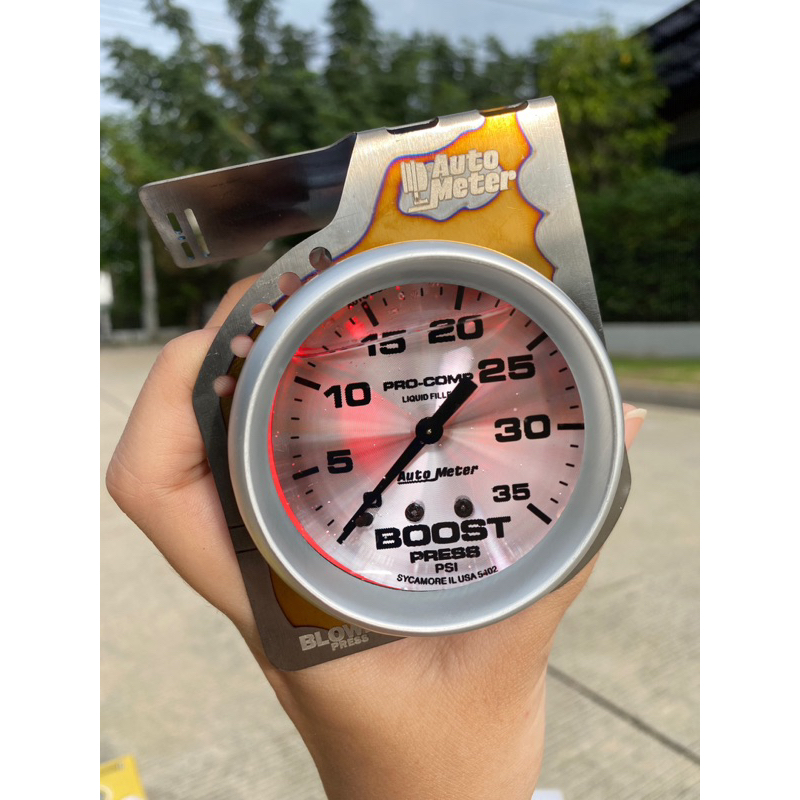 Auto
Meter
15 20
10 25
PRO-COMP
LIQUID FILLE
5 30
Auto Meter
35
BOOST
PRESS
PSI
SYCAMORE IL USA 5402
BLOW
PRESS